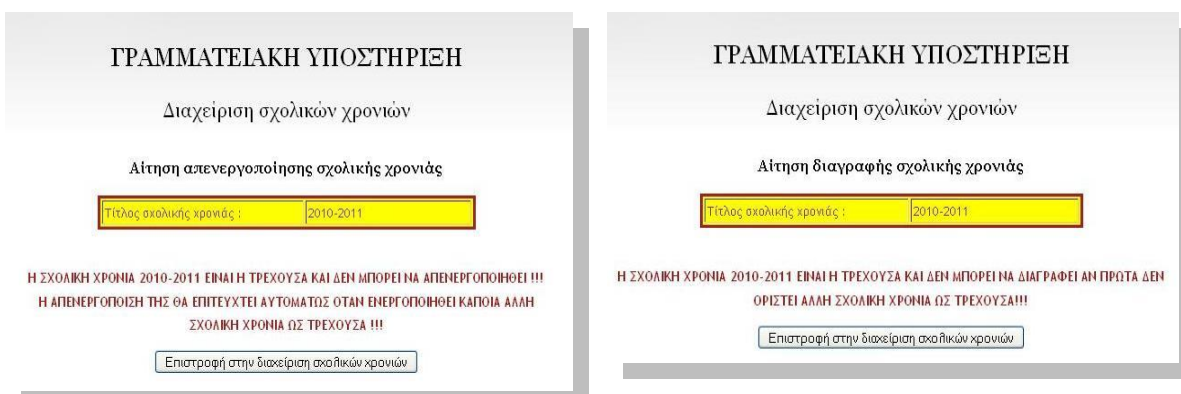 ΓΡΑΜΜΑΤΕΙΑΚΗ ΥΠΟΣΤΗΡΙΞΗ
Διαχείριση σχολικών χρονιών
Αίτηση απενεργοποίησης σχολικής χρονιάς
Τίτλος σχολικής χρονιάς : 2010-2011
Η ΣΧΟΛΙΚΗ ΧΡΟΝΙΑ 2010-2011 ΕΙΝΑΙ Η ΤΡΕΧΟΥΣΑ ΚΑΙ ΔΕΝ ΜΠΟΡΕΙ ΝΑ ΑΠΕΝΕΡΓΟΠΟΙΗΘΕΙ !!!
Η ΑΠΕΝΕΡΓΟΠΟΙΣΗ ΤΗΣ ΘΑ ΕΠΙΤΕΥΧΤΕΙ ΑΥΤΟΜΑΤΩΣ ΟΤΑΝ ΕΝΕΡΓΟΠΟΙΗΘΕΙ ΚΑΠΟΙΑ ΑΛΛΗ
ΣΧΟΛΙΚΗ ΧΡΟΝΙΑ ΩΣ ΤΡΕΧΟΥΣΑ !!!
Επιστροφή στην διαχείριση σχολικών χρονιών
ΓΡΑΜΜΑΤΕΙΑΚΗ ΥΠΟΣΤΗΡΙΞΗ
Διαχείριση σχολικών χρονιών
Αίτηση διαγραφής σχολικής χρονιάς
Τίτλος σχολικής χρονιάς : 2010-2011
Η ΣΧΟΛΙΚΗ ΧΡΟΝΙΑ 2010-2011 ΕΙΝΑΙ Η ΤΡΕΧΟΥΣΑ ΚΑΙ ΔΕΝ ΜΠΟΡΕΙ ΝΑ ΔΙΑΓΡΑΦΕΙ ΑΝ ΠΡΩΤΑ ΔΕΝ
ΟΡΙΣΤΕΙ ΑΛΛΗ ΣΧΟΛΙΚΗ ΧΡΟΝΙΑ ΩΣ ΤΡΕΧΟΥΣΑ!!!
Επιστροφή στην διαχείριση σχολικών χρονιών